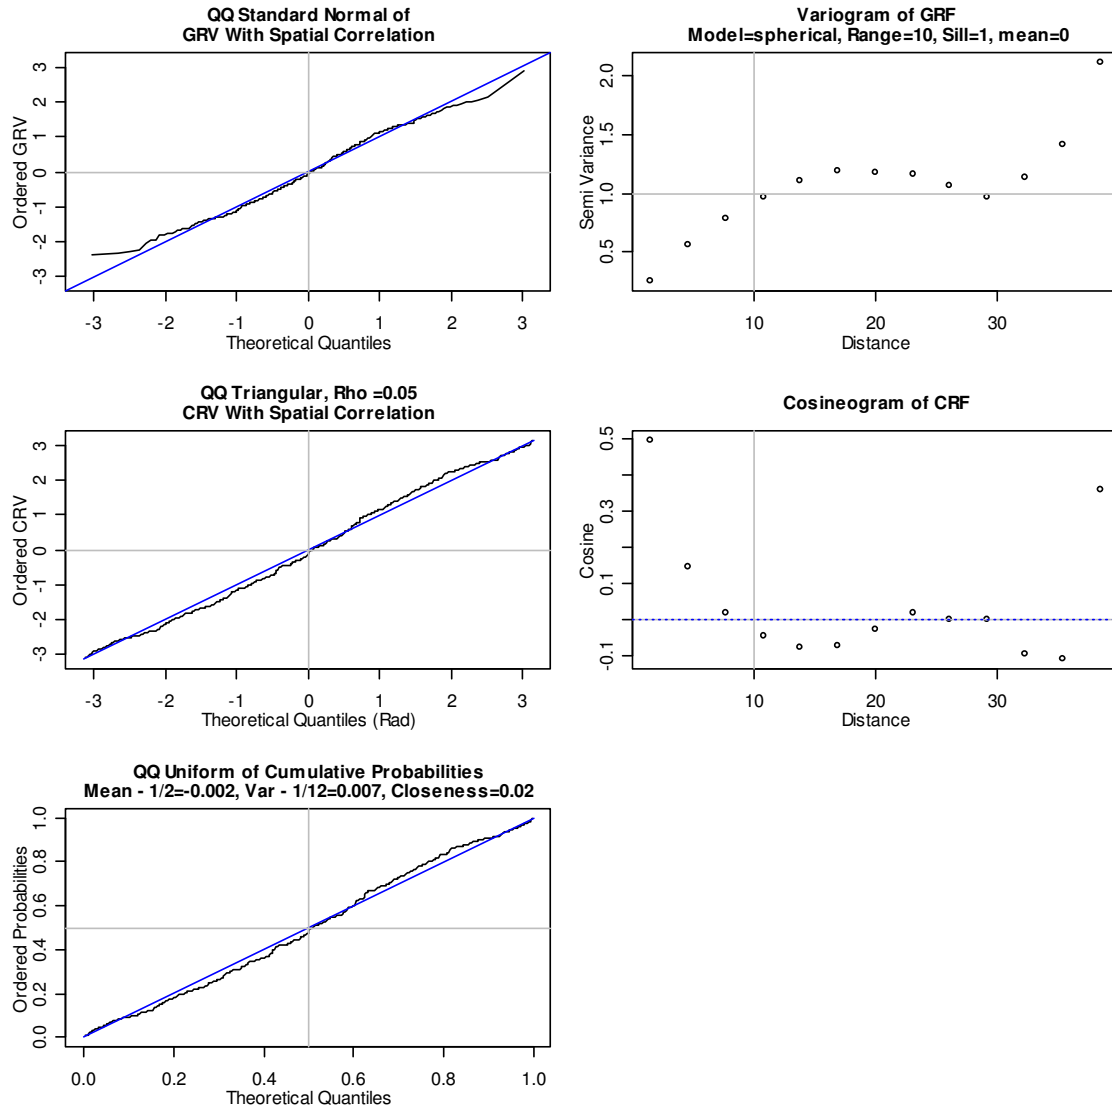 QQ Standard Normal of
GRV With Spatial Correlation
Ordered GRV
3
2
1
0
-1
-2
-3
-3 -2 -1 0 1 2 3
Theoretical Quantiles
Variogram of GRF
Model=spherical, Range=10, Sill=1, mean=0
Semi Variance
2.0
1.5
1.0
0.5
10 20 30
Distance
QQ Triangular, Rho =0.05
CRV With Spatial Correlation
Ordered CRV
3
2
1
0
-1
-2
-3
-3 -2 -1 0 1 2 3
Theoretical Quantiles (Rad)
Cosineogram of CRF
Cosine
0.5
0.3
0.1
-0.1
10 20 30
Distance
QQ Uniform of Cumulative Probabilities
Mean - 1/2=-0.002, Var - 1/12=0.007, Closeness=0.02
Ordered Probabilities
1.0
0.8
0.6
0.4
0.2
0.0
0.0 0.2 0.4 0.6 0.8 1.0
Theoretical Quantiles